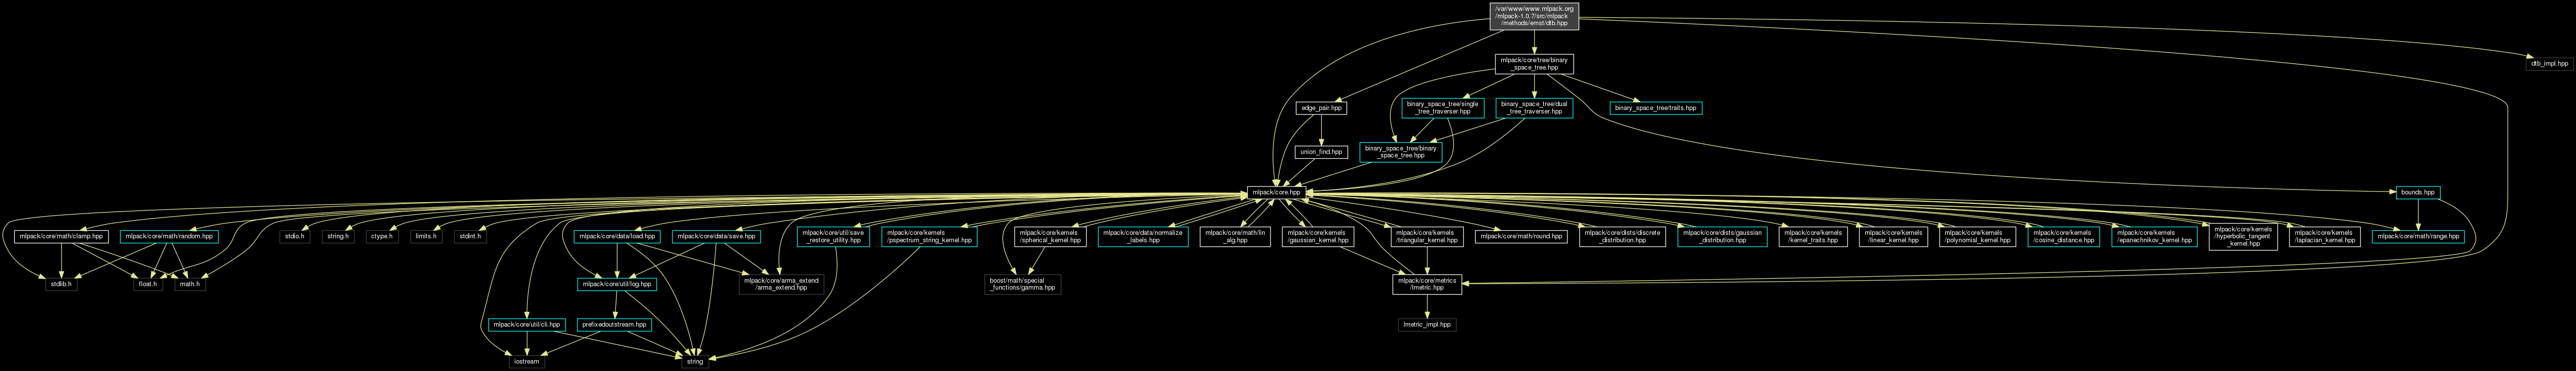 /var/www/www.mlpack.org
/mlpack-1.0.7/src/mlpack
/methods/emst/dtb.hpp
mlpack/core/tree/binary
_space_tree.hpp
dtb_impl.hpp
edge_pair.hpp
binary_space_tree/single
_tree_traverser.hpp
binary_space_tree/dual
_tree_traverser.hpp
binary_space_tree/traits.hpp
union_find.hpp
binary_space_tree/binary
_space_tree.hpp
mlpack/core.hpp
bounds.hpp
mlpack/core/math/clamp.hpp
mlpack/core/math/random.hpp
stdio.h
string.h
ctype.h
limits.h
stdint.h
mlpack/core/data/load.hpp
mlpack/core/data/save.hpp
mlpack/core/util/save
_restore_utility.hpp
mlpack/core/kernels
/pspectrum_string_kernel.hpp
mlpack/core/kernels
/spherical_kernel.hpp
mlpack/core/data/normalize
_labels.hpp
mlpack/core/math/lin
_alg.hpp
mlpack/core/kernels
/gaussian_kernel.hpp
mlpack/core/kernels
/triangular_kernel.hpp
mlpack/core/math/round.hpp
mlpack/core/dists/discrete
_distribution.hpp
mlpack/core/dists/gaussian
_distribution.hpp
mlpack/core/kernels
/kernel_traits.hpp
mlpack/core/kernels
/linear_kernel.hpp
mlpack/core/kernels
/polynomial_kernel.hpp
mlpack/core/kernels
/cosine_distance.hpp
mlpack/core/kernels
/epanechnikov_kernel.hpp
mlpack/core/kernels
/hyperbolic_tangent
_kernel.hpp
mlpack/core/kernels
/laplacian_kernel.hpp
mlpack/core/math/range.hpp
stdlib.h
float.h
math.h
mlpack/core/util/log.hpp
mlpack/core/arma_extend
/arma_extend.hpp
boost/math/special
_functions/gamma.hpp
mlpack/core/metrics
/lmetric.hpp
mlpack/core/util/cli.hpp
prefixedoutstream.hpp
lmetric_impl.hpp
iostream
string